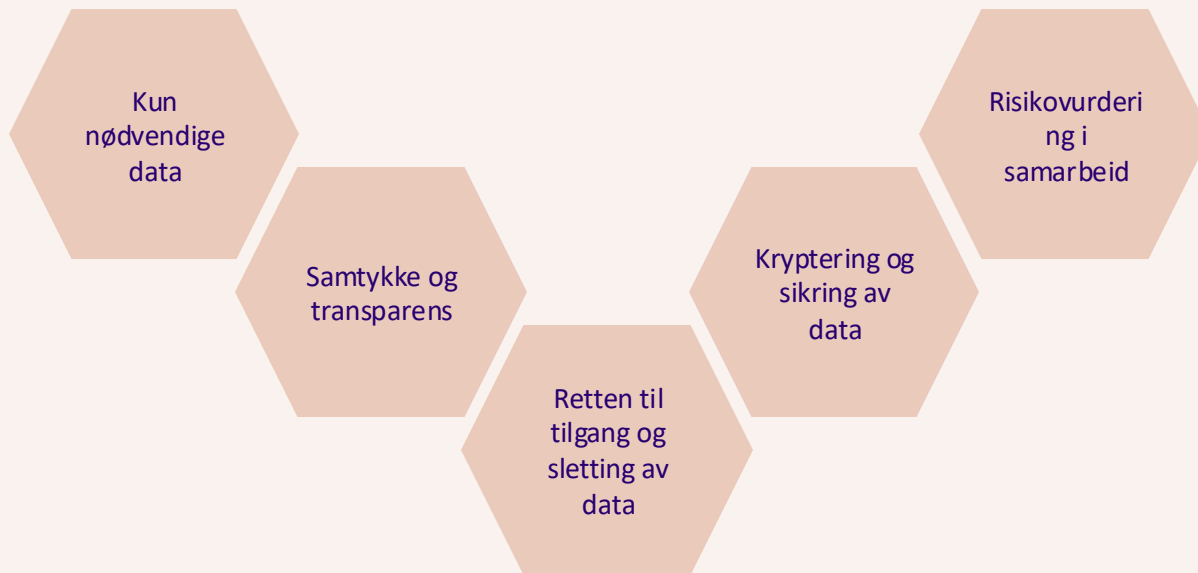 Kun
nødvendige
data
Samtykke og
transparens
Retten til
tilgang og
sletting av
data
Kryptering og
sikring av
data
Risikovurderi
ng i
samarbeid